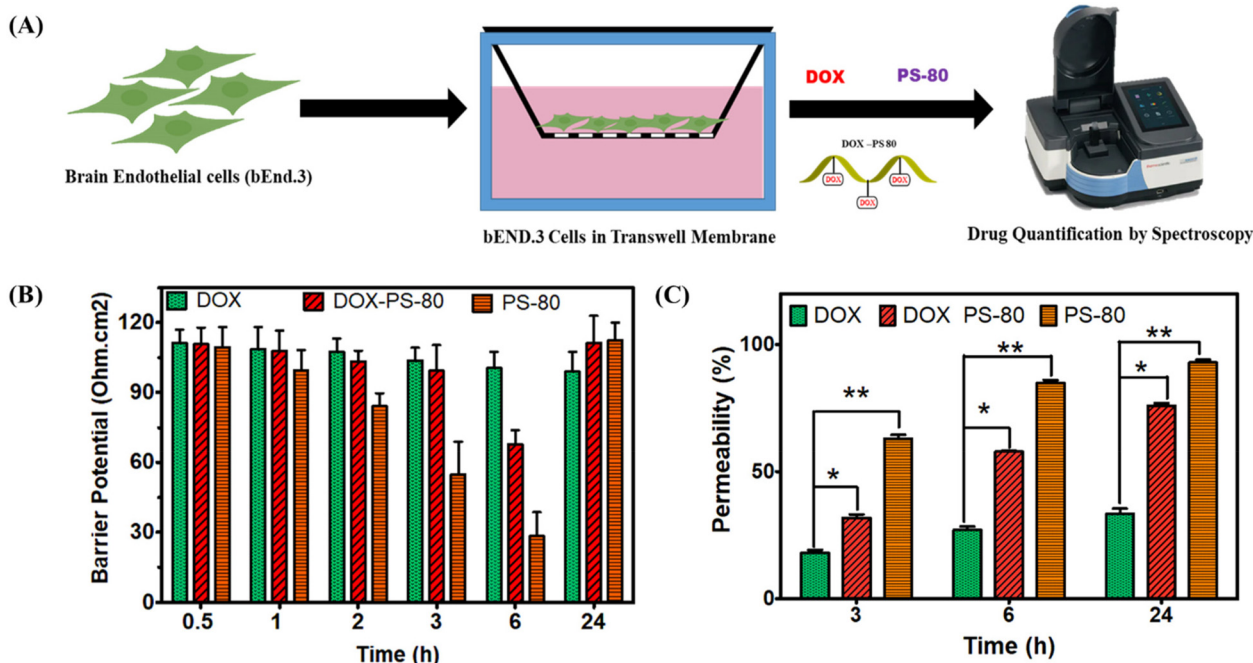 (A)
DOX PS-80
DOX –PS 80
DOX DOX
DOX
Brain Endothelial cells (bEnd.3)
bEND.3 Cells in Transwell Membrane
Drug Quantification by Spectroscopy
(B)
DOX DOX-PS-80 PS-80
Barrier Potential (Ohm.cm2)
120
90
60
30
0
0.5 1 2 3 6 24
Time (h)
(C)
DOX DOX PS-80 PS-80
Permeability (%)
100
50
0
** ** **
* * *
3 6 24
Time (h)